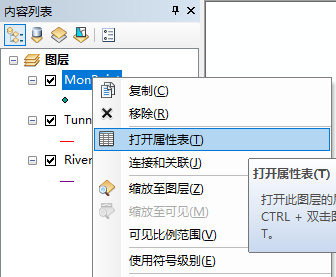 内容列表
图层
Tunn
River
复制(C)
移除(R)
打开属性表(T)
连接和关联(J)
缩放至图层(Z)
缩放至可见(M)
可见比例范围(V)
使用符号级别(E)
打开属性表(T)
打开此图层的
CTRL + 双击
T。